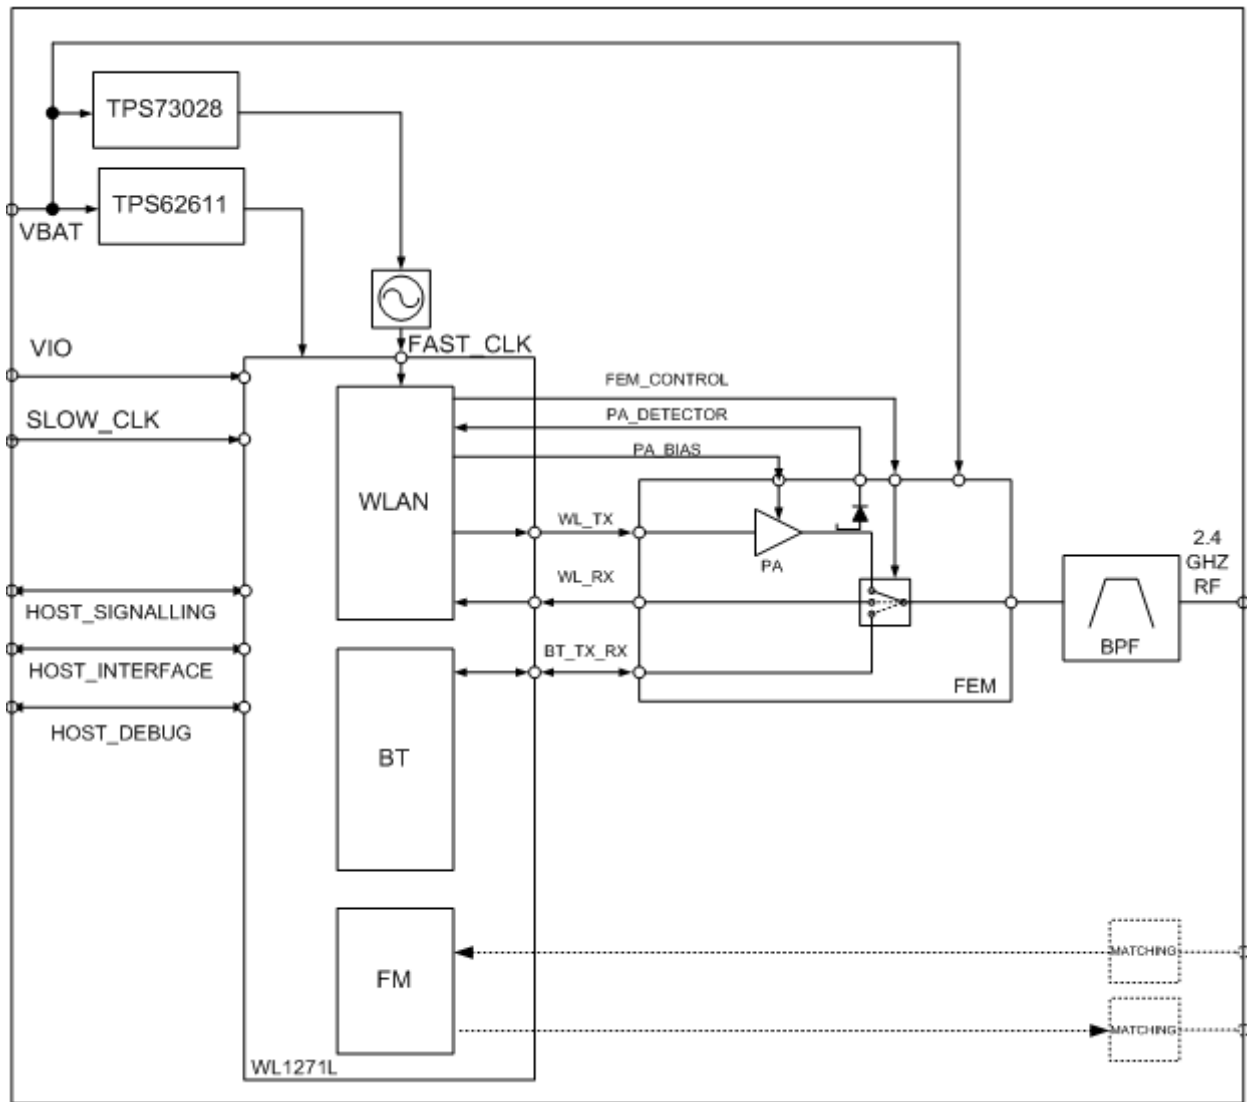 TPS73028
TPS62611
VBAT
VIO
FAST_CLK
SLOW_CLK
FEM_CONTROL
PA_DETECTOR
PA_BIAS
WLAN
WL_TX
PA
WL_RX
2.4
GHZ
RF
BPF
HOST_SIGNALLING
HOST_INTERFACE
HOST_DEBUG
BT_TX_RX
FEM
BT
FM
MATCHING
MATCHING
WL1271L